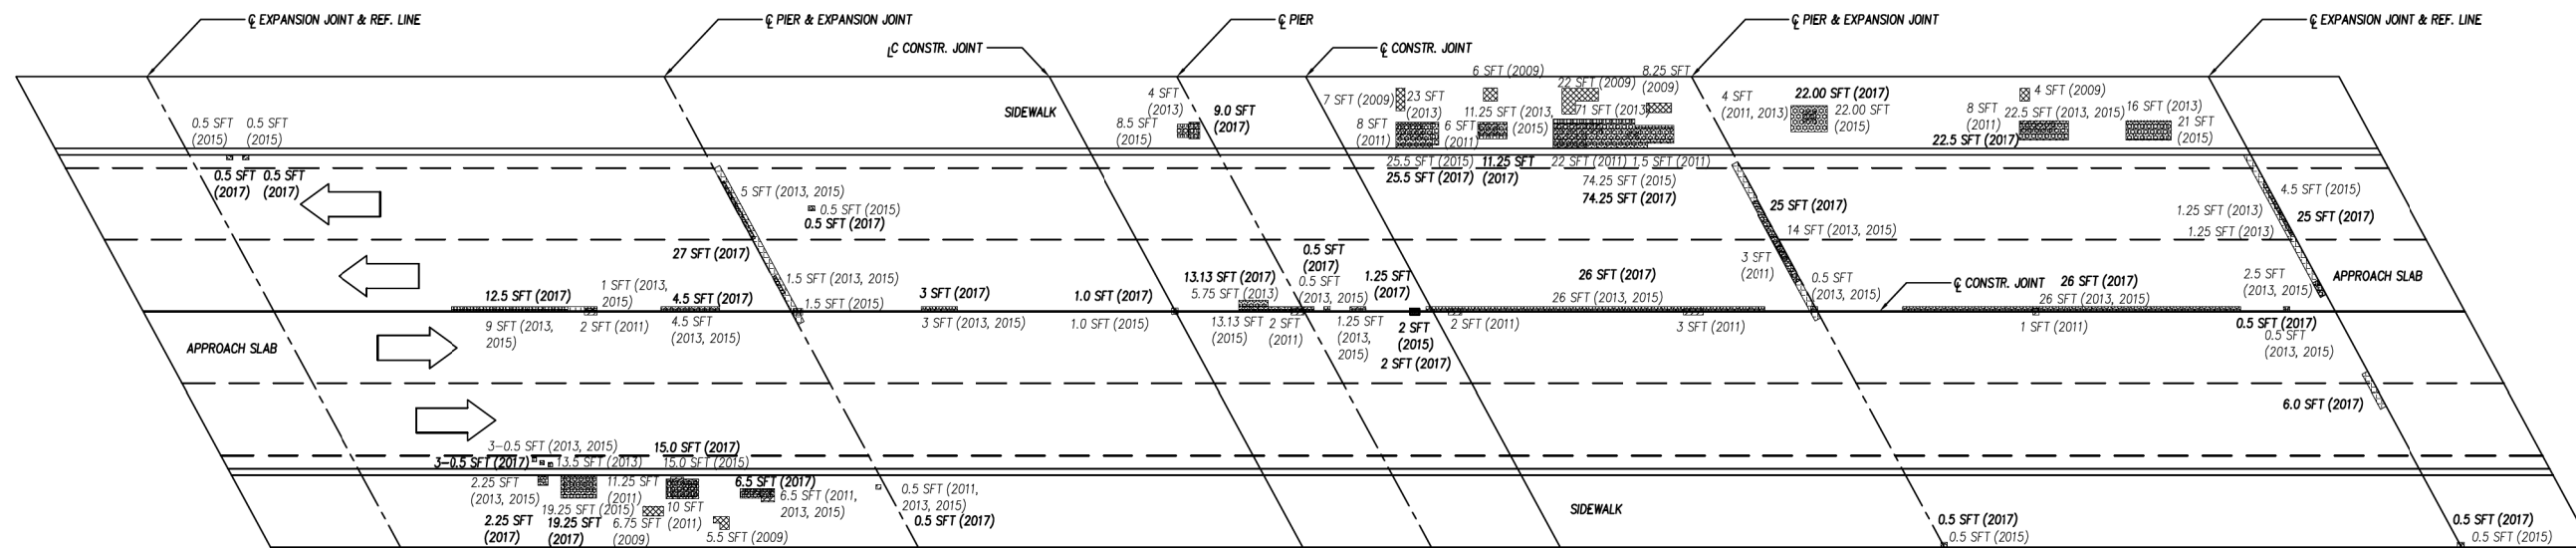 ℄ EXPANSION JOINT & REF. LINE
℄ PIER & EXPANSION JOINT
℄ PIER
℄ PIER & EXPANSION JOINT
℄ EXPANSION JOINT & REF. LINE
LC CONSTR. JOINT
℄ CONSTR. JOINT
SIDEWALK
0.5 SFT
(2015)
0.5 SFT
(2015)
0.5 SFT
(2017)
0.5 SFT
(2017)
4 SFT
(2013)
8.5 SFT
(2015)
9.0 SFT
(2017)
7 SFT (2009)
23 SFT
(2013)
6 SFT (2009)
22 SFT (2009)
8.25 SFT
(2009)
8 SFT
(2011)
6 SFT
(2011)
11.25 SFT (2013,
(2015)
71 SFT (2013)
25.5 SFT (2015)
25.5 SFT (2017)
11.25 SFT
(2017)
22 SFT (2011)
1.5 SFT (2011)
74.25 SFT (2015)
74.25 SFT (2017)
4 SFT
(2011, 2013)
22.00 SFT (2017)
22.00 SFT
(2015)
4 SFT (2009)
8 SFT
(2011)
22.5 SFT (2013, 2015)
22.5 SFT (2017)
16 SFT (2013)
21 SFT
(2015)
5 SFT (2013, 2015)
0.5 SFT (2015)
0.5 SFT (2017)
27 SFT (2017)
1.5 SFT (2013, 2015)
1.5 SFT (2015)
25 SFT (2017)
14 SFT (2013, 2015)
3 SFT
(2011)
0.5 SFT
(2013, 2015)
4.5 SFT (2015)
1.25 SFT (2013)
25 SFT (2017)
1.25 SFT (2013)
2.5 SFT
(2013, 2015)
APPROACH SLAB
12.5 SFT (2017)
1 SFT (2013,
2015)
4.5 SFT (2017)
9 SFT (2013,
2015)
2 SFT (2011)
4.5 SFT
(2013, 2015)
3 SFT (2017)
3 SFT (2013, 2015)
1.0 SFT (2017)
1.0 SFT (2015)
13.13 SFT (2017)
5.75 SFT (2013)
13.13 SFT
(2015)
2 SFT
(2011)
0.5 SFT
(2017)
0.5 SFT
(2013, 2015)
1.25 SFT
(2017)
1.25 SFT
(2013,
2015)
2 SFT
(2015)
2 SFT (2017)
26 SFT (2017)
26 SFT (2013, 2015)
2 SFT (2011)
3 SFT (2011)
℄ CONSTR. JOINT
26 SFT (2017)
26 SFT (2013, 2015)
1 SFT (2011)
0.5 SFT (2017)
0.5 SFT
(2013, 2015)
APPROACH SLAB
6.0 SFT (2017)
3-0.5 SFT (2013, 2015)
3-0.5 SFT (2017)
13.5 SFT (2013)
15.0 SFT (2017)
15.0 SFT (2015)
2.25 SFT
(2013, 2015)
11.25 SFT
(2011)
19.25 SFT (2015)
2.25 SFT
(2017)
19.25 SFT
(2017)
6.75 SFT
(2009)
10 SFT
(2011)
6.5 SFT (2017)
6.5 SFT (2011,
2013, 2015)
5.5 SFT (2009)
0.5 SFT (2011,
2013, 2015)
0.5 SFT (2017)
SIDEWALK
0.5 SFT (2017)
0.5 SFT (2015)
0.5 SFT (2017)
0.5 SFT (2015)